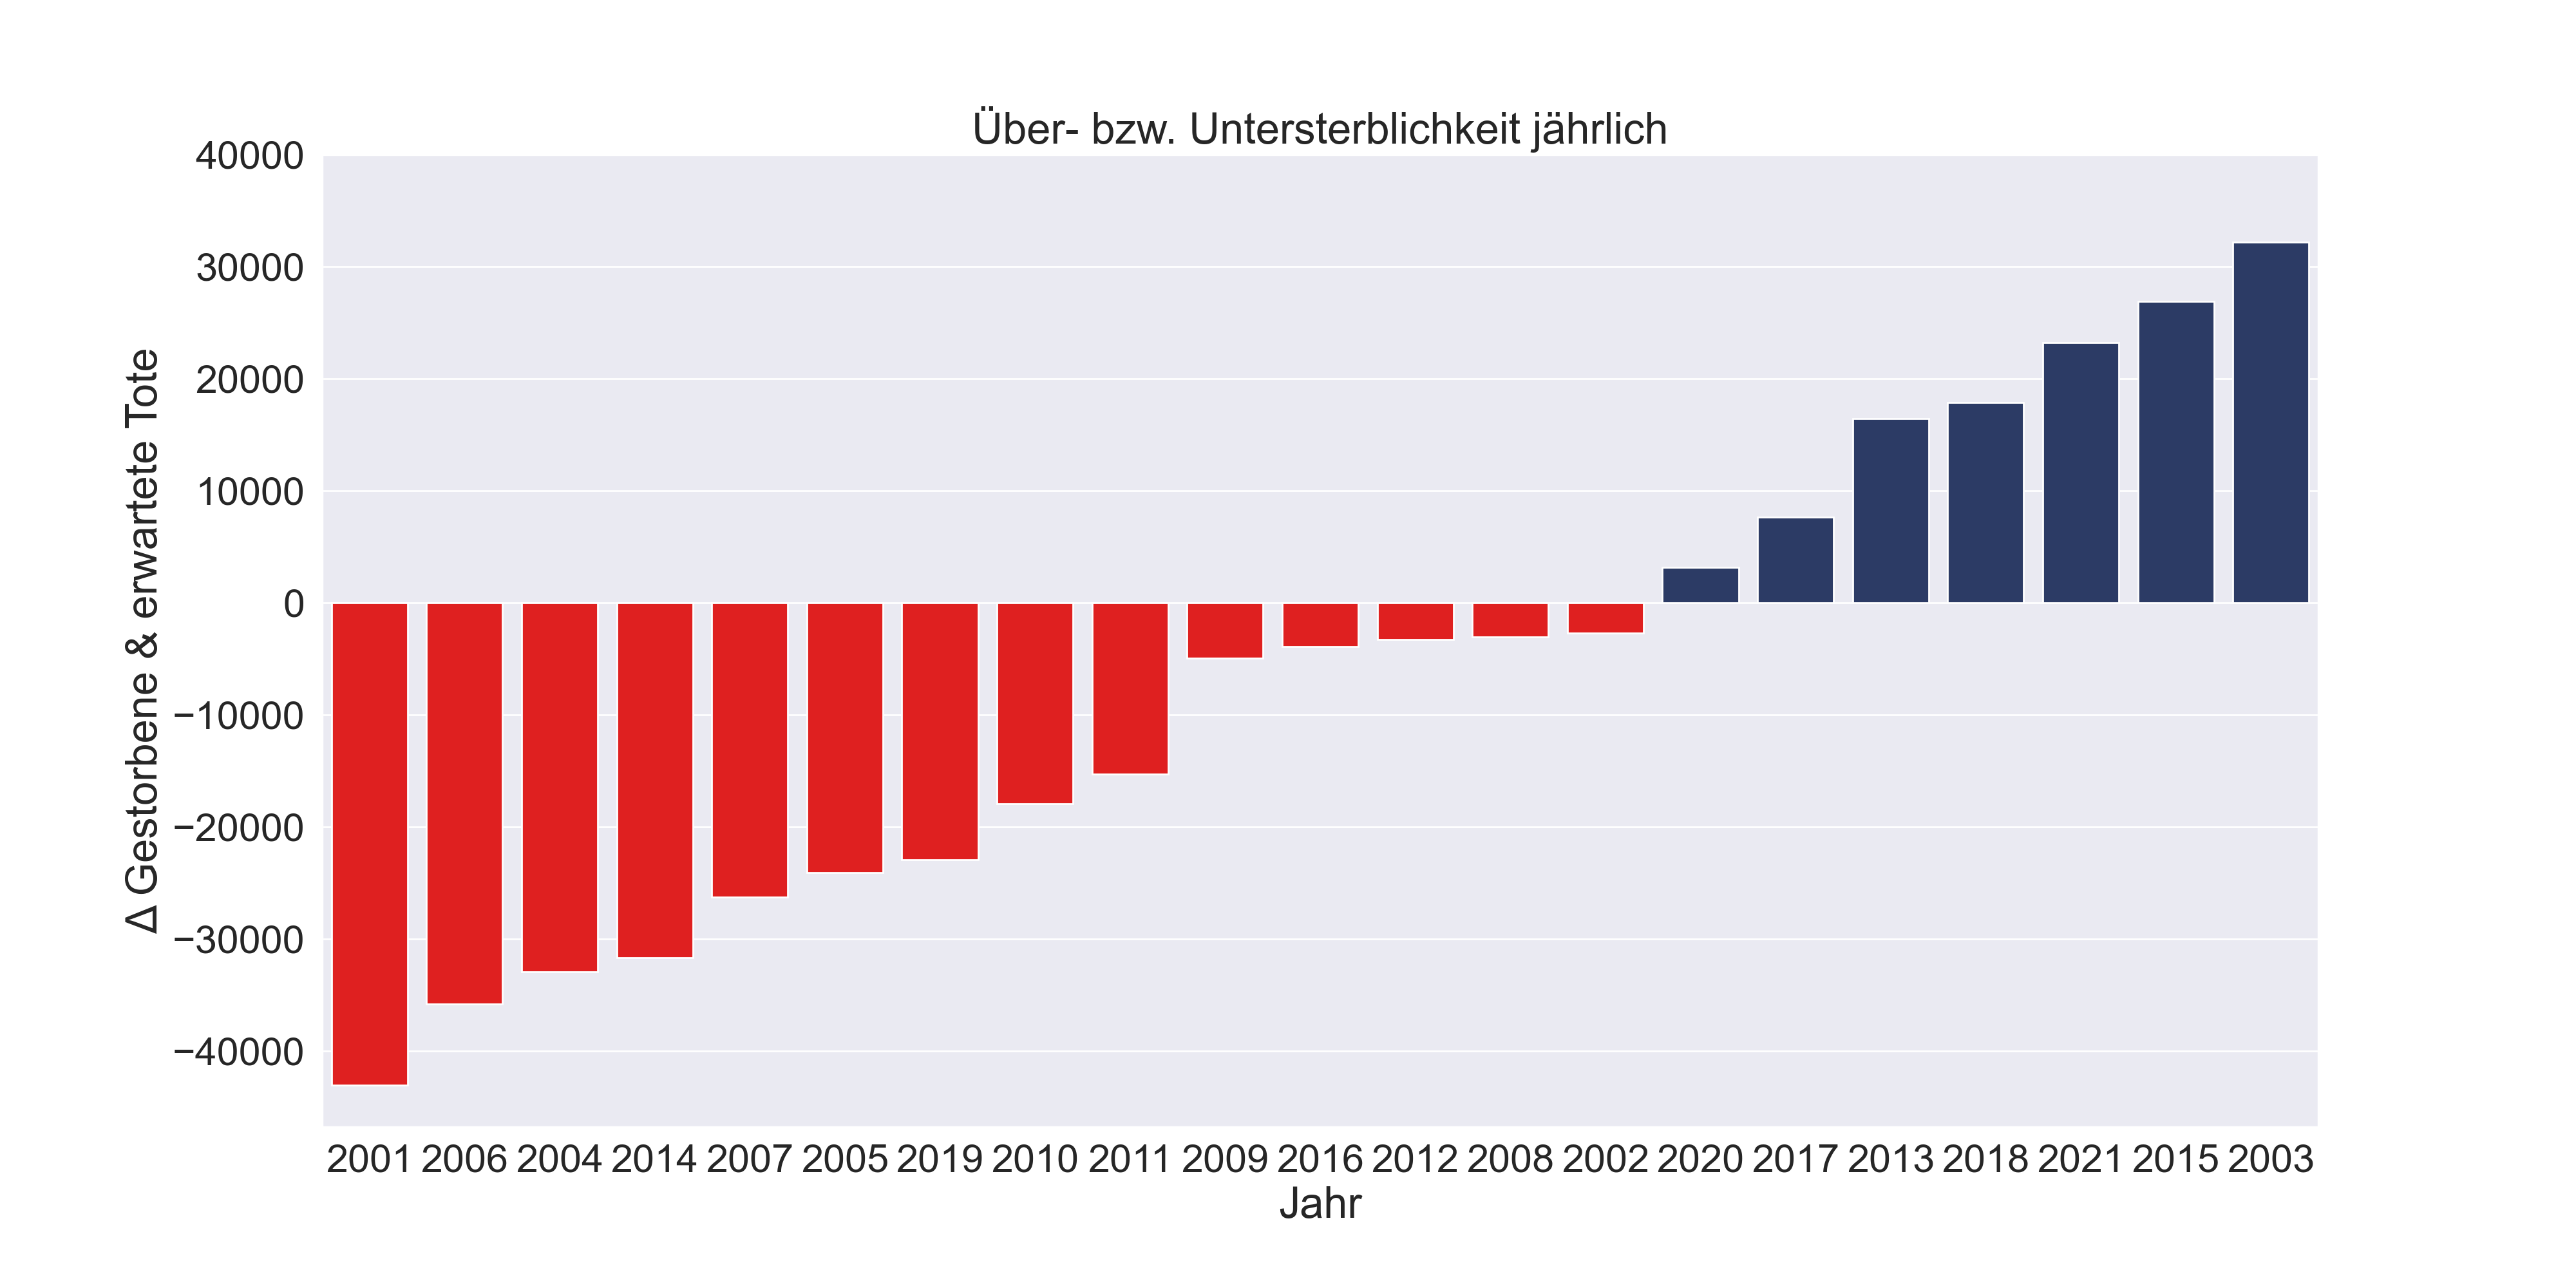 Über- bzw. Untersterblichkeit jährlich
40000
30000
20000
10000
0
−10000
−20000
−30000
−40000
Δ Gestorbene & erwartete Tote
2001 2006 2004 2014 2007 2005 2019 2010 2011 2009 2016 2012 2008 2002 2020 2017 2013 2018 2021 2015 2003
Jahr